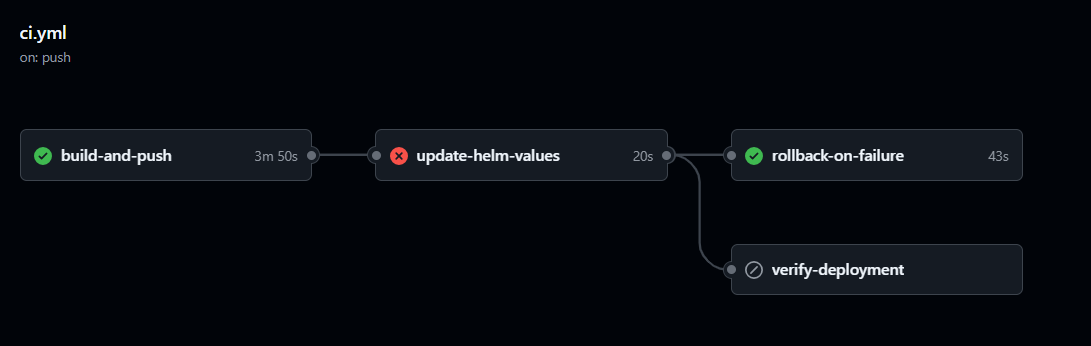 ci.yml
on: push
build-and-push 3m 50s
update-helm-values 20s
rollback-on-failure 43s
verify-deployment